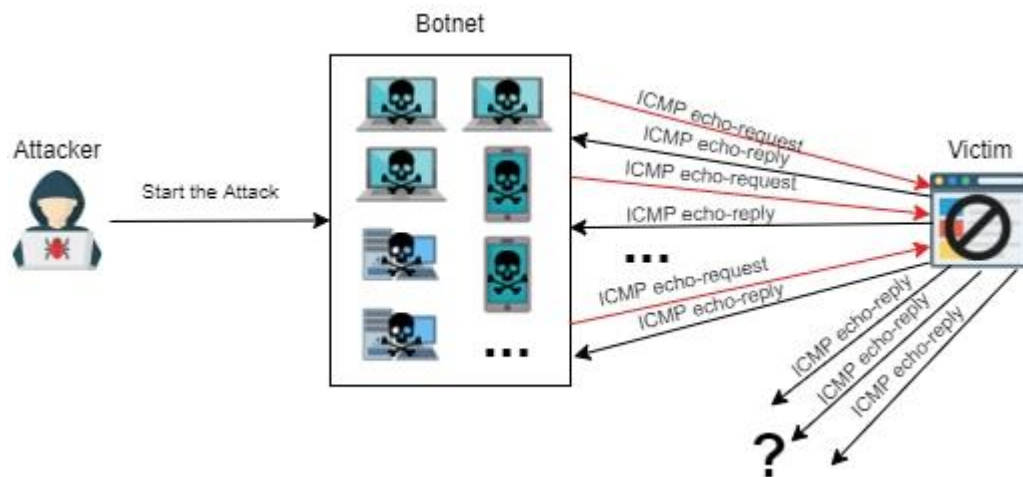 Botnet
Attacker
Start the Attack
Victim
ICMP echo-request
ICMP echo-reply
ICMP echo-request
ICMP echo-reply
...
ICMP echo-request
ICMP echo-reply
...
ICMP echo-reply
ICMP echo-reply
ICMP echo-reply
?